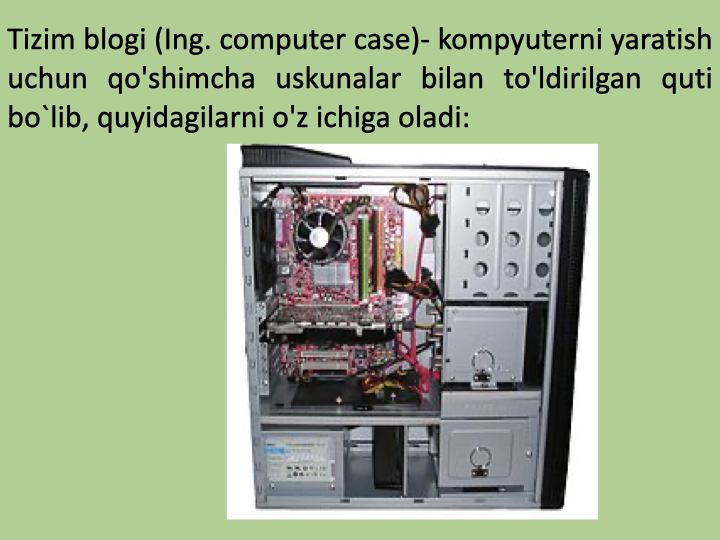 Tizim blogi (Ing. computer case)- kompyuterni yaratish
uchun qo'shimcha uskunalar bilan to'ldirilgan quti
bo`lib, quyidagilarni o'z ichiga oladi: